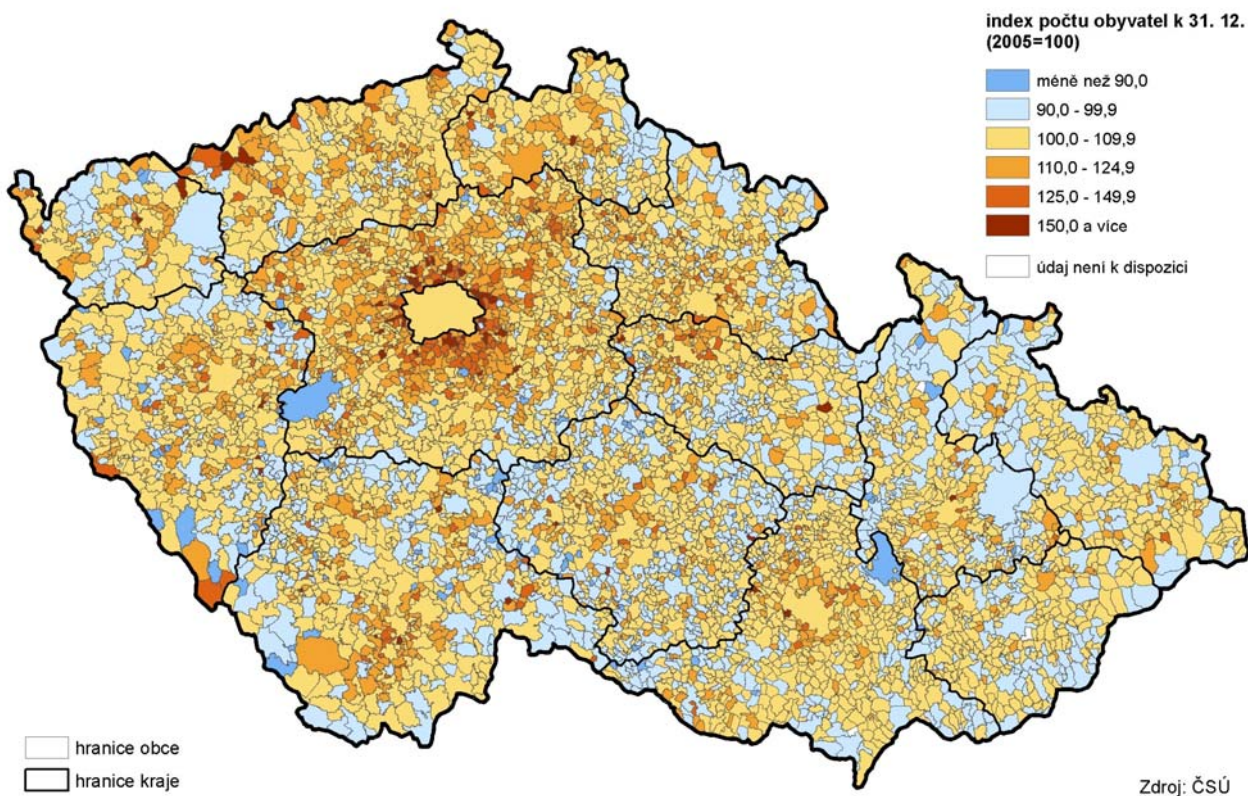 index počtu obyvatel k 31. 12.
(2005=100)
méně než 90,0
90,0 - 99,9
100,0 - 109,9
110,0 - 124,9
125,0 - 149,9
150,0 a více
údaj není k dispozici
hranice obce
hranice kraje
Zdroj: ČSÚ